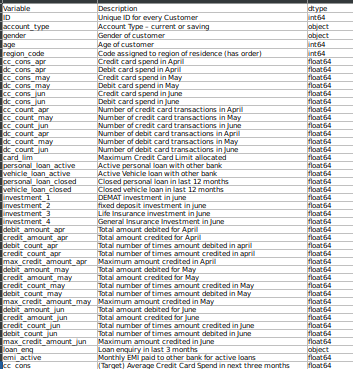 Variable Description dtype
ID Unique ID for every Customer int64
account_type Account Type - current or saving object
gender Gender of customer object
age Age of customer int64
region_code Code assigned to region of residence (has order) int64
cc_cons_apr Credit card spend in April float64
dc_cons_apr Debit card spend in April float64
cc_cons_may Credit card spend in May float64
dc_cons_may Debit card spend in May float64
cc_cons_jun Credit card spend in June float64
dc_cons_jun Debit card spend in June float64
cc_count_apr Number of credit card transactions in April float64
cc_count_may Number of credit card transactions in May float64
cc_count_jun Number of credit card transactions in June float64
dc_count_apr Number of debit card transactions in April float64
dc_count_may Number of debit card transactions in May float64
dc_count_jun Number of debit card transactions in June float64
card_lim Maximum Credit Card Limit allocated float64
personal_loan_active Active personal loan with other bank float64
vehicle_loan_active Active Vehicle loan with other bank float64
personal_loan_closed Closed personal loan in last 12 months float64
vehicle_loan_closed Closed vehicle loan in last 12 months float64
investment_1 DEMAT investment in june float64
investment_2 fixed deposit investment in june float64
investment_3 Life Insurance investment in june float64
investment_4 General Insurance Investment in June float64
debit_amount_apr Total amount debited for April float64
credit_amount_apr Total amount credited for April float64
debit_count_apr Total number of times amount debited in april float64
credit_count_apr Total number of times amount credited in april float64
max_credit_amount_apr Maximum amount credited in April float64
debit_amount_may Total amount debited for May float64
credit_amount_may Total amount credited for May float64
credit_count_may Total number of times amount credited in May float64
debit_count_may Total number of times amount debited in May float64
max_credit_amount_may Maximum amount credited in May float64
debit_amount_jun Total amount debited for June float64
credit_amount_jun Total amount credited for June float64
credit_count_jun Total number of times amount credited in June float64
debit_count_jun Total number of times amount debited in June float64
max_credit_amount_jun Maximum amount credited in June float64
loan_enq Loan enquiry in last 3 months object
emi_active Monthly EMI paid to other bank for active loans float64
cc_cons (Target) Average Credit Card Spend in next three months float64